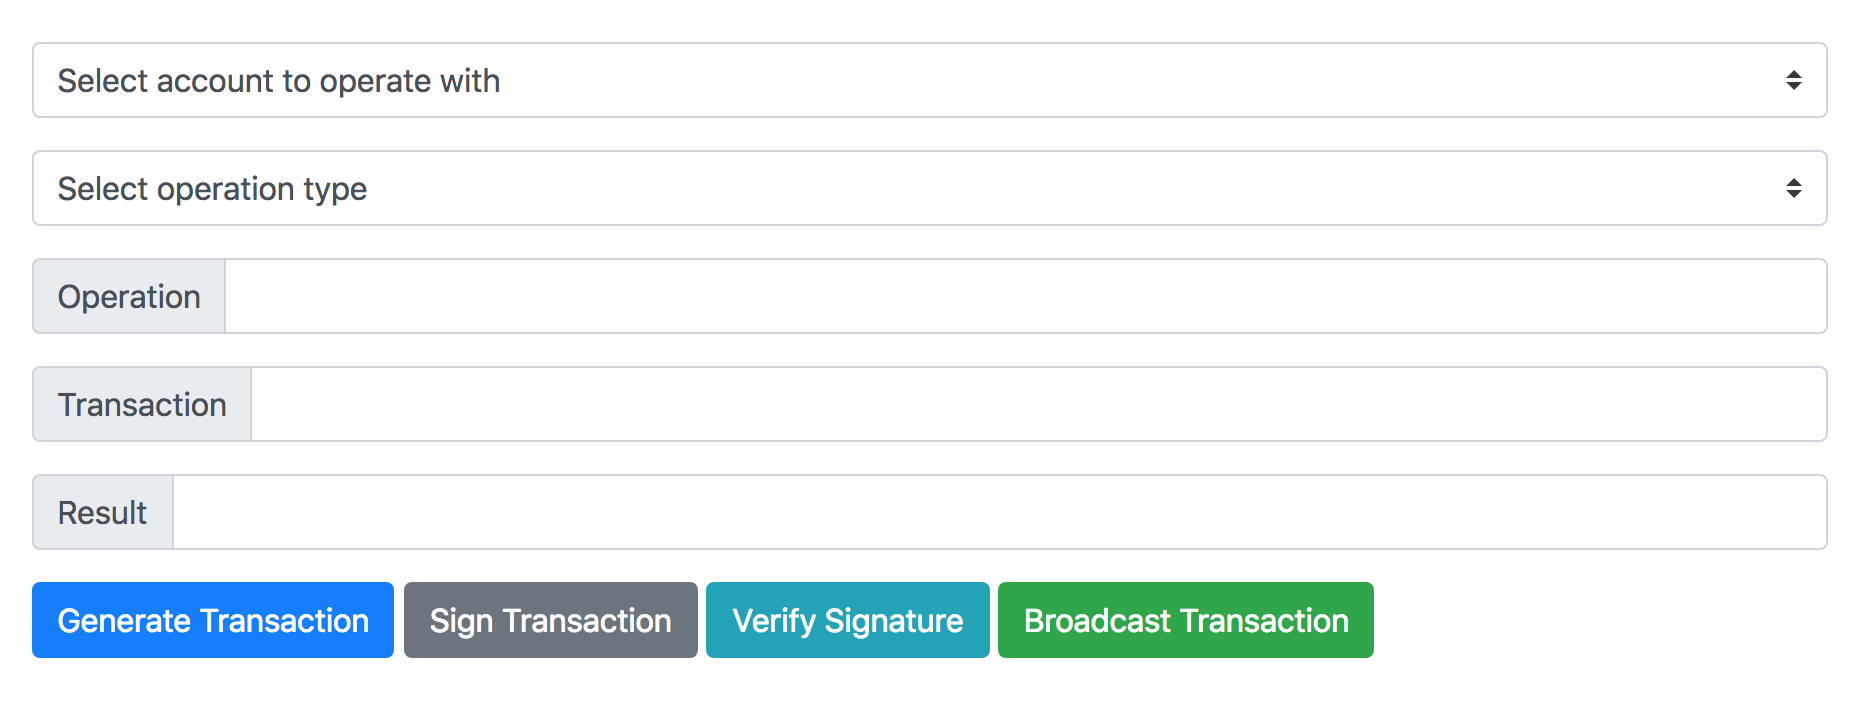 Select account to operate with
Select operation type
Operation
Transaction
Result
Generate Transaction Sign Transaction Verify Signature Broadcast Transaction